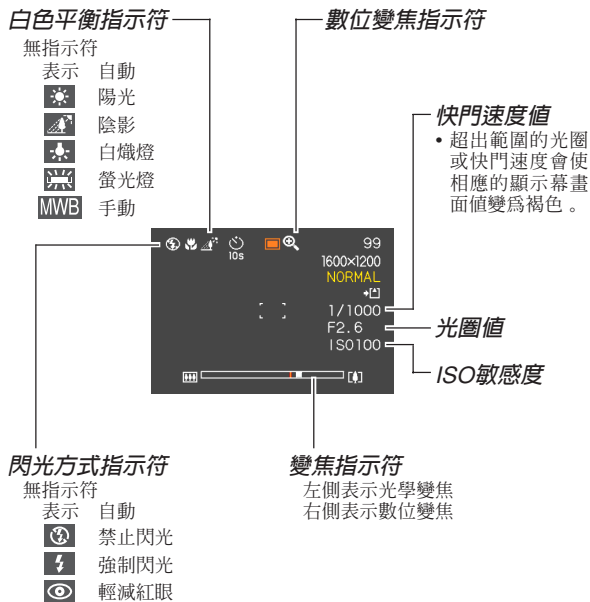 白色平衡指示符
無指示符
表示 自動
陽光
陰影
白熾燈
螢光燈
MWB 手動
數位變焦指示符
快門速度值
• 超出範圍的光圈
或快門速度會使
相應的顯示幕畫
面值變爲褐色。
10s
99
1600×1200
NORMAL
1/1000
F2.6
ISO100
光圈値
ISO敏感度
閃光方式指示符
無指示符
表示 自動
禁止閃光
強制閃光
輕減紅眼
變焦指示符
左側表示光學變焦
右側表示數位變焦